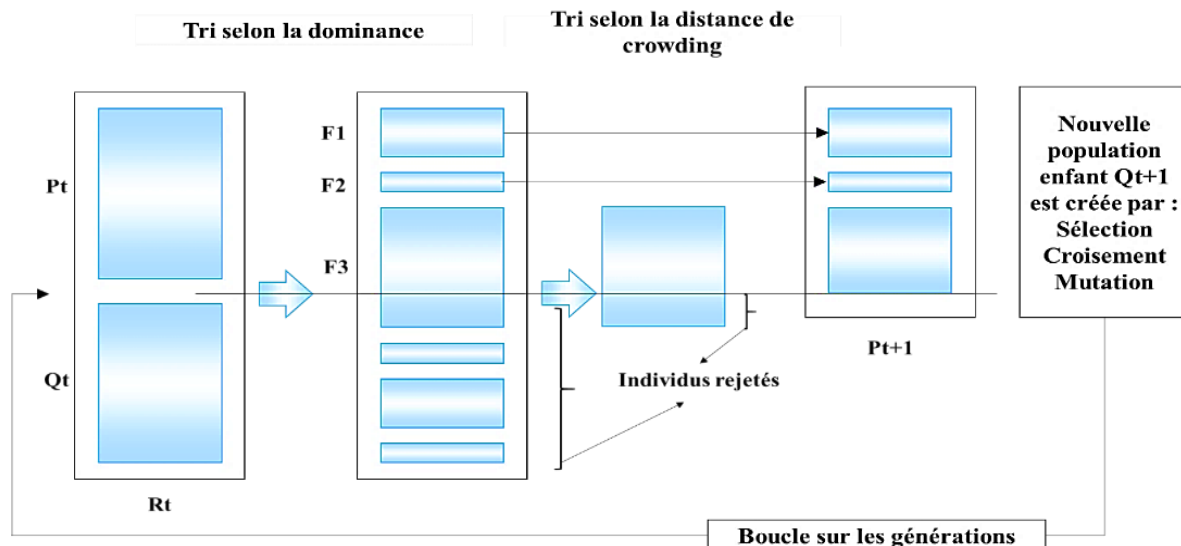 Tri selon la dominance
Tri selon la distance de
crowding
F1
F2
F3
Pt
Qt
Rt
Individus rejetés
Pt+1
Nouvelle
population
enfant Qt+1
est créée par :
Sélection
Croisement
Mutation
Boucle sur les générations